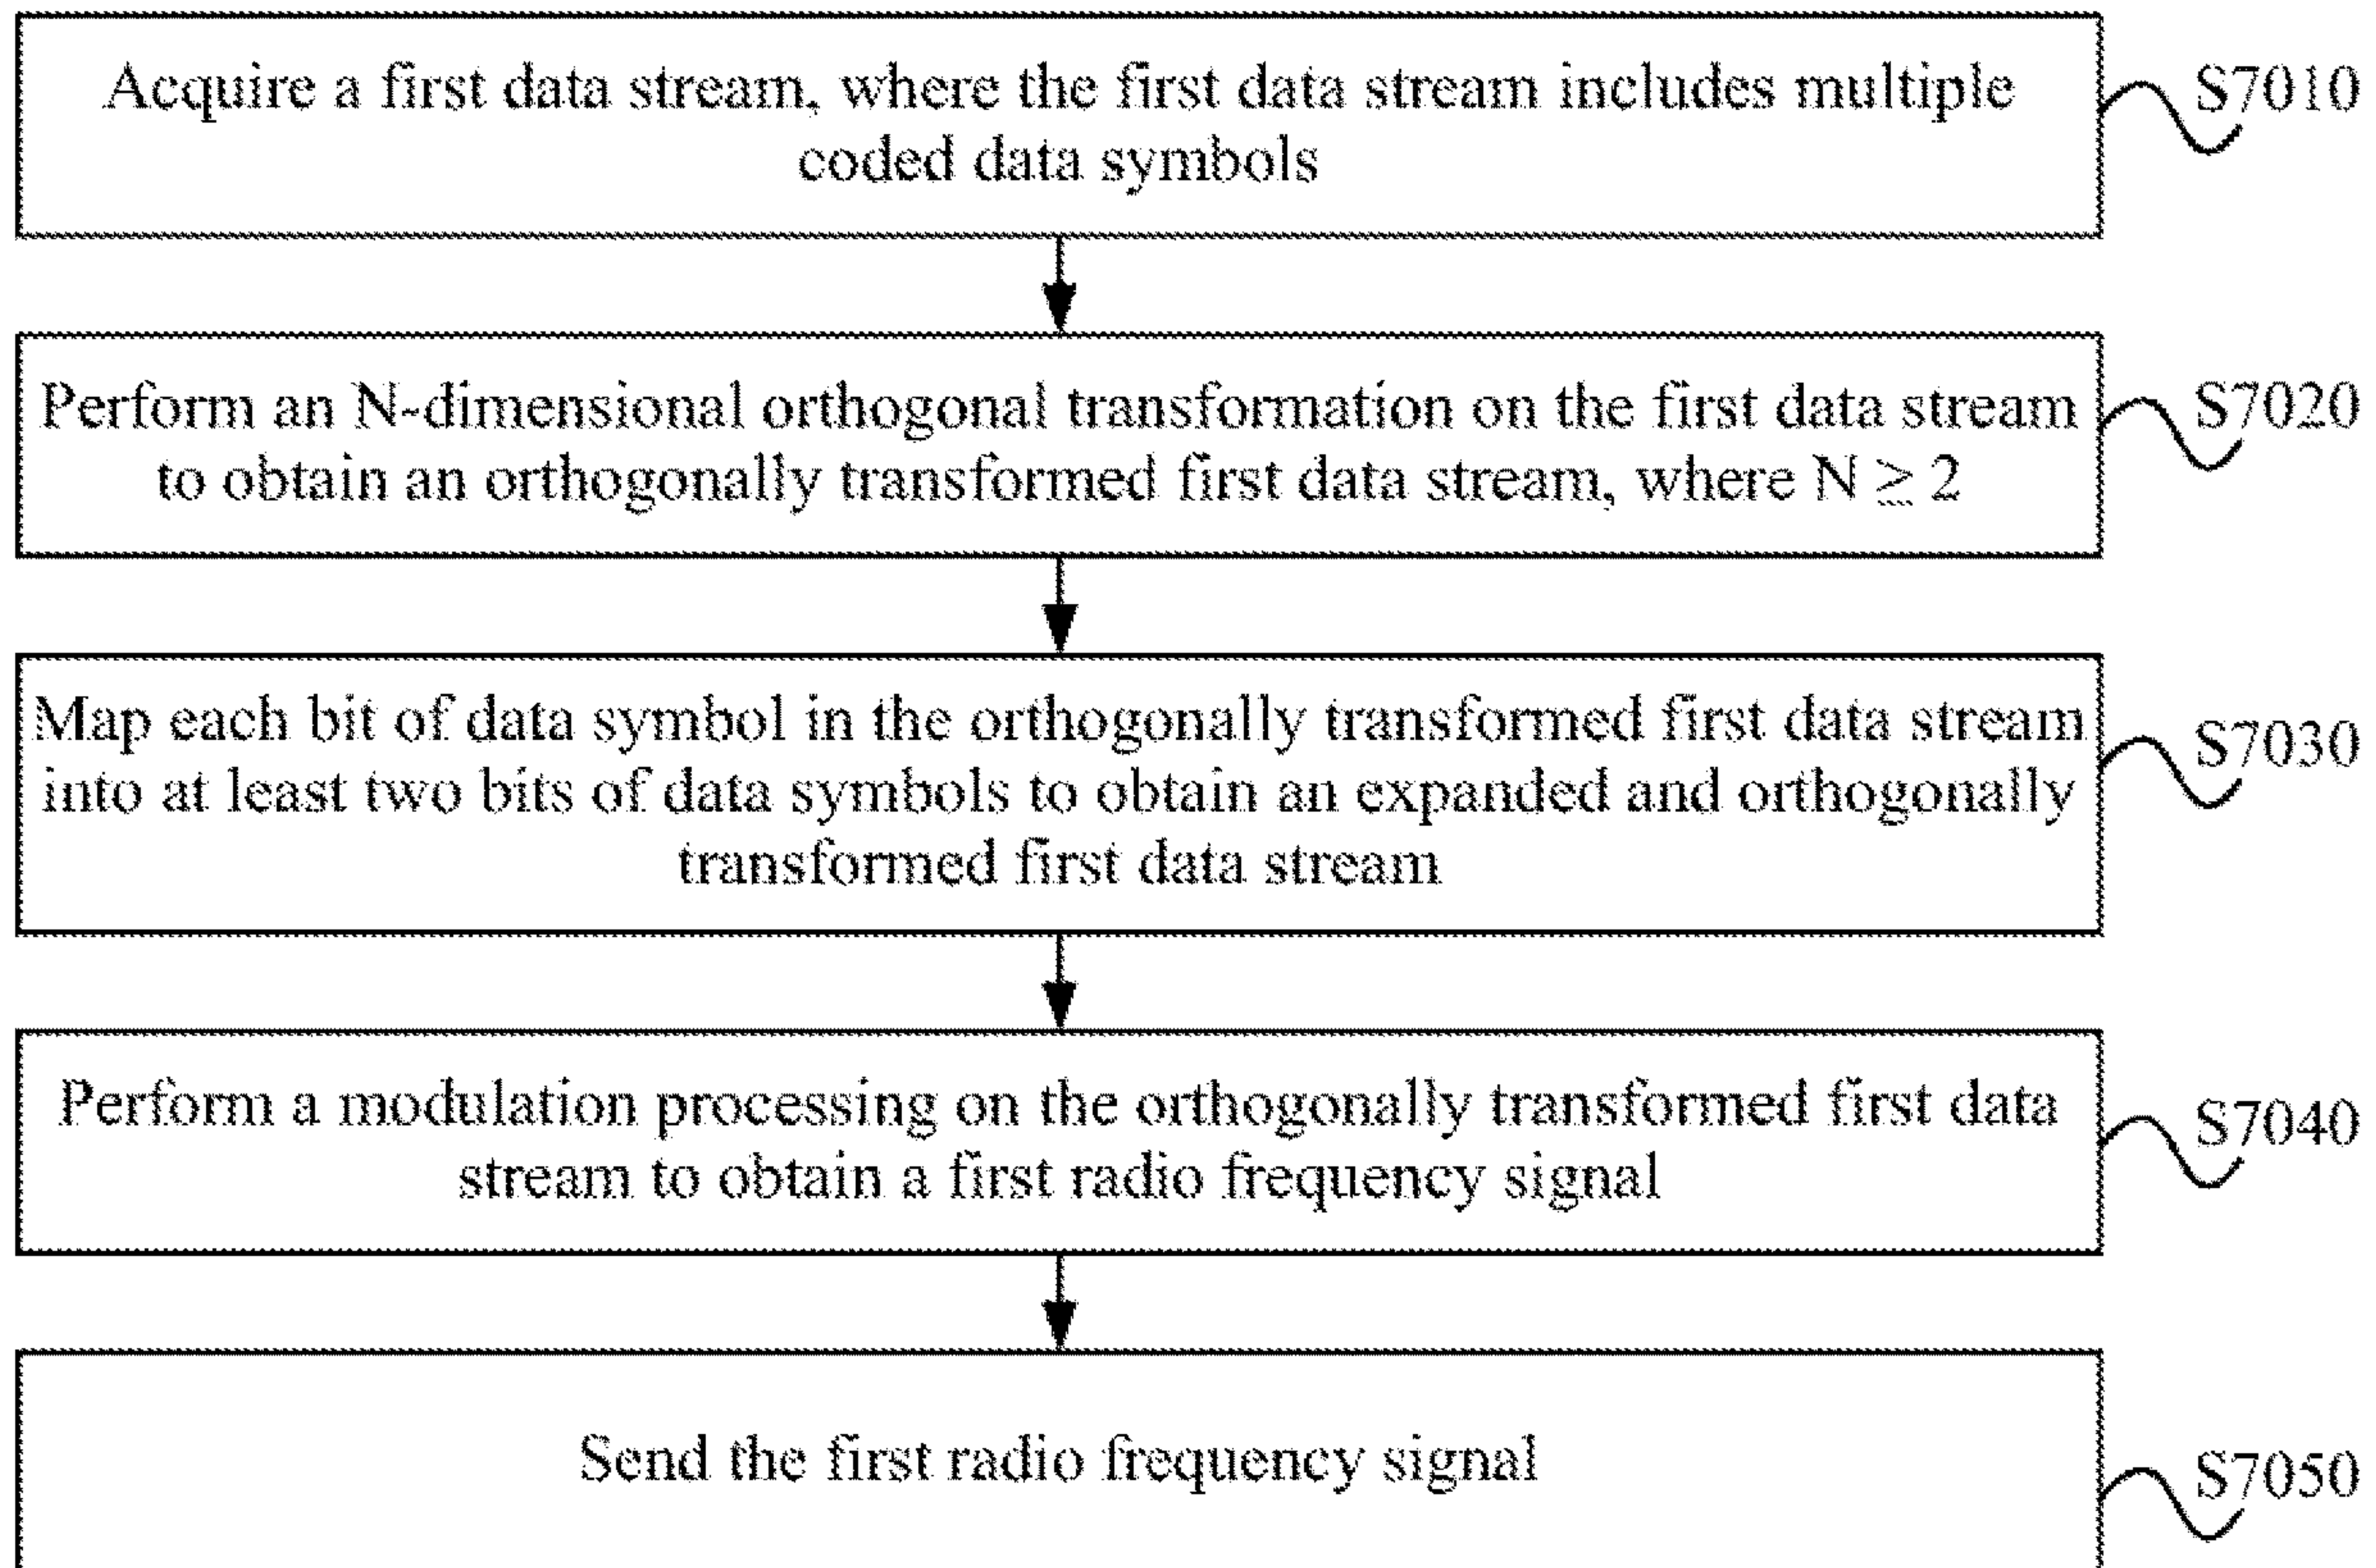 Acquire a first data stream, where the first data stream includes multiple
coded data symbols
S7010
Perform an N-dimensional orthogonal transformation on the first data stream
to obtain an orthogonally transformed first data stream, where N ≥ 2
S7020
Map each bit of data symbol in the orthogonally transformed first data stream
into at least two bits of data symbols to obtain an expanded and orthogonally
transformed first data stream
S7030
Perform a modulation processing on the orthogonally transformed first data
stream to obtain a first radio frequency signal
S7040
Send the first radio frequency signal
S7050